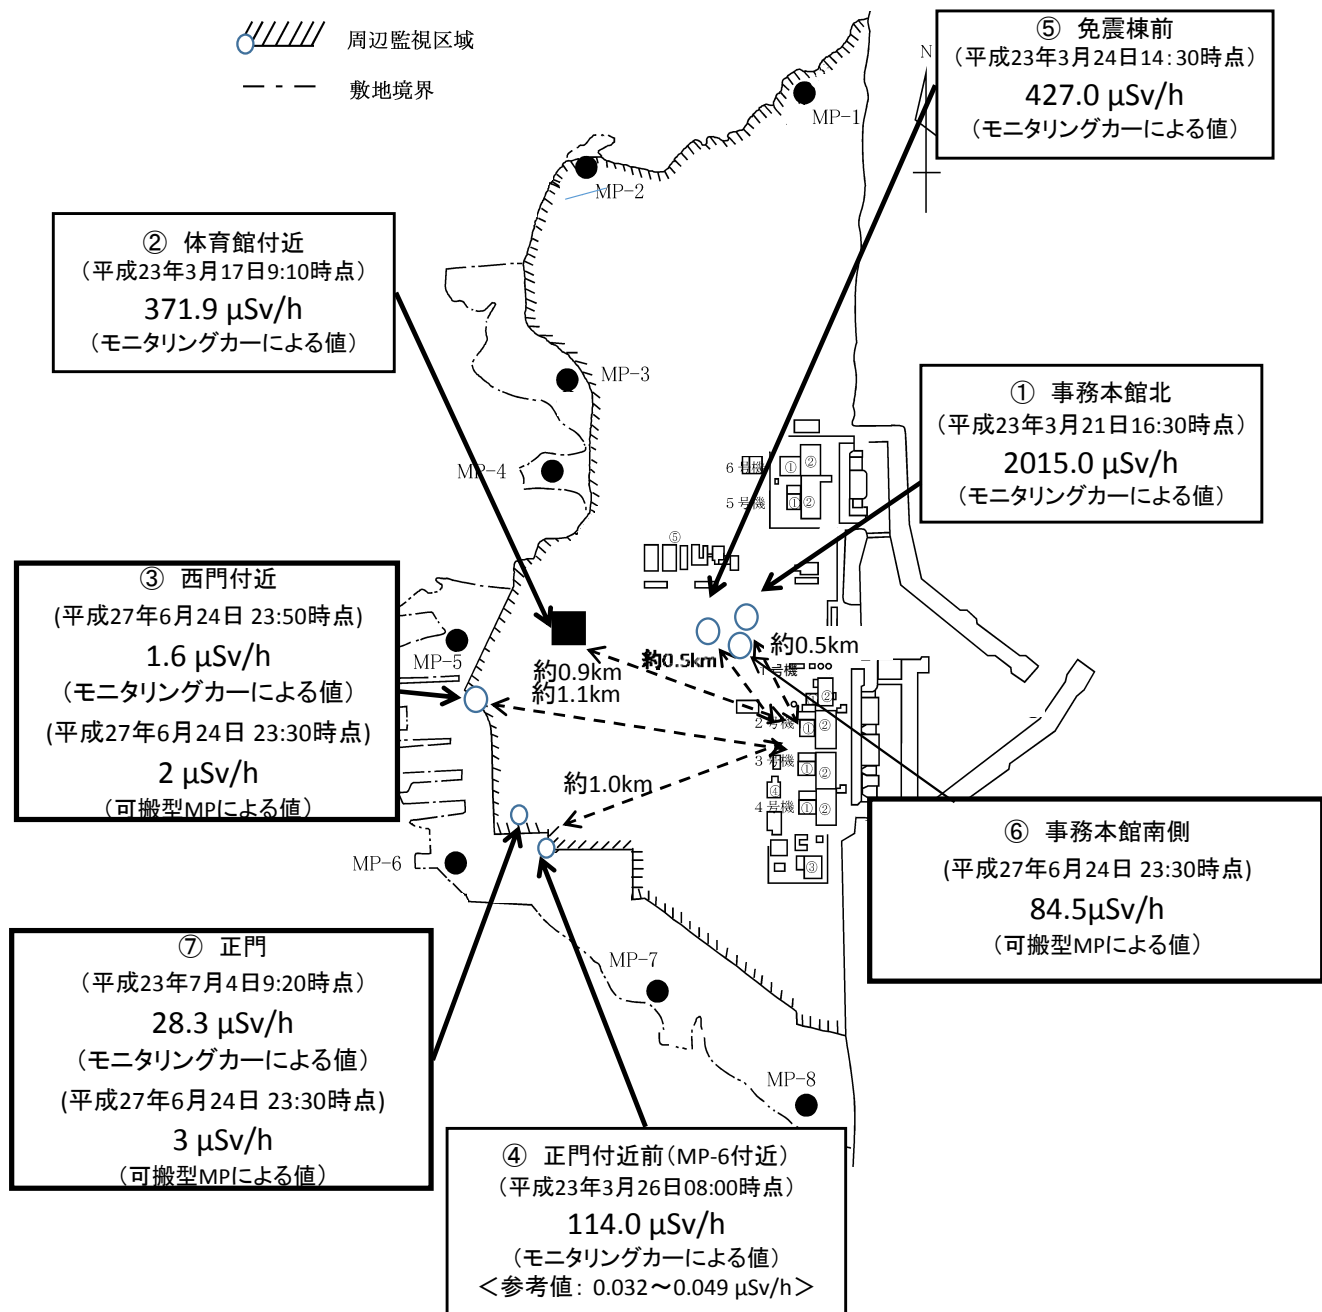 周辺監視区域
敷地境界
⑤ 免震棟前
（平成23年3月24日14:30時点）
427.0 µSv/h
（モニタリングカーによる値）
N
MP-1
MP-2
② 体育館付近
（平成23年3月17日9:10時点）
371.9 µSv/h
（モニタリングカーによる値）
MP-3
① 事務本館北
（平成23年3月21日16:30時点）
2015.0 µSv/h
（モニタリングカーによる値）
MP-4
6号機
①
②
5号機
①
②
⑤
③ 西門付近
(平成27年6月24日 23:50時点)
1.6 µSv/h
（モニタリングカーによる値）
(平成27年6月24日 23:30時点)
2 µSv/h
（可搬型MPによる値）
MP-5
約0.9km
約1.1km
約0.5km
約0.5km
1号機
②
2号機
①
②
3号機
①
②
④
4号機
①
②
③
約1.0km
MP-6
⑥ 事務本館南側
(平成27年6月24日 23:30時点)
84.5µSv/h
（可搬型MPによる値）
⑦ 正門
（平成23年7月4日9:20時点）
28.3 µSv/h
（モニタリングカーによる値）
(平成27年6月24日 23:30時点)
3 µSv/h
（可搬型MPによる値）
MP-7
MP-8
④ 正門付近前（MP-6付近）
（平成23年3月26日08:00時点）
114.0 µSv/h
（モニタリングカーによる値）
＜参考値: 0.032～0.049 µSv/h＞